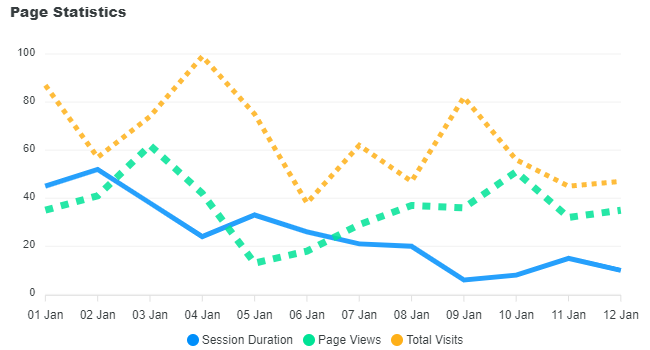 Page Statistics
100
80
60
40
20
0
01 Jan 02 Jan 03 Jan 04 Jan 05 Jan 06 Jan 07 Jan 08 Jan 09 Jan 10 Jan 11 Jan 12 Jan
Session Duration Page Views Total Visits